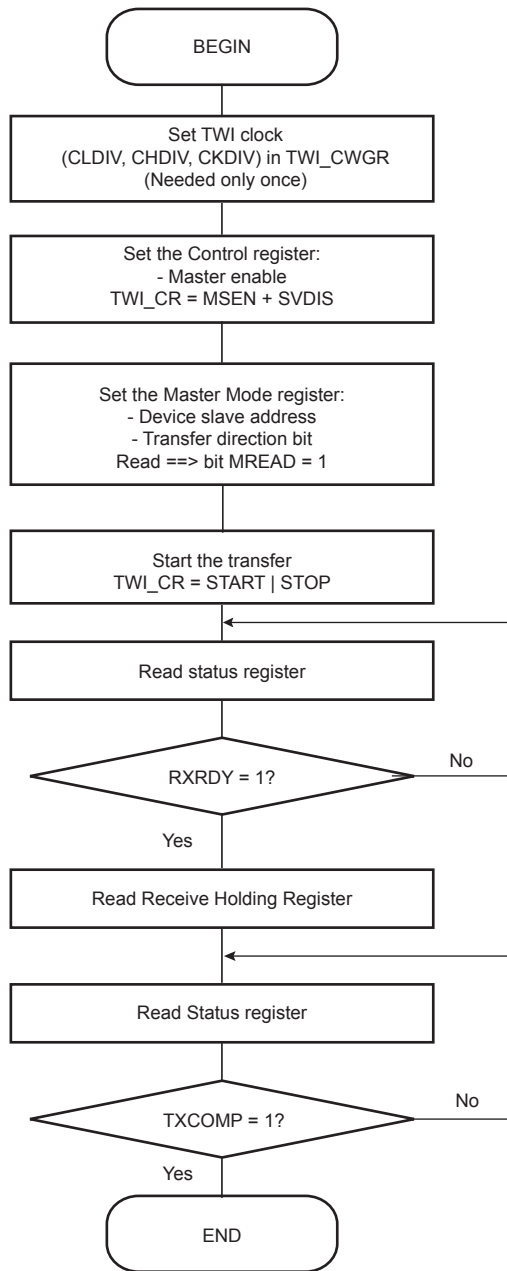 BEGIN
Set TWI clock
(CLDIV, CHDIV, CKDIV) in TWI_CWGR
(Needed only once)
Set the Control register:
- Master enable
TWI_CR = MSEN + SVDIS
Set the Master Mode register:
- Device slave address
- Transfer direction bit
Read ==> bit MREAD = 1
Start the transfer
TWI_CR = START | STOP
Read status register
RXRDY = 1?
No
Yes
Read Receive Holding Register
Read Status register
TXCOMP = 1?
No
Yes
END